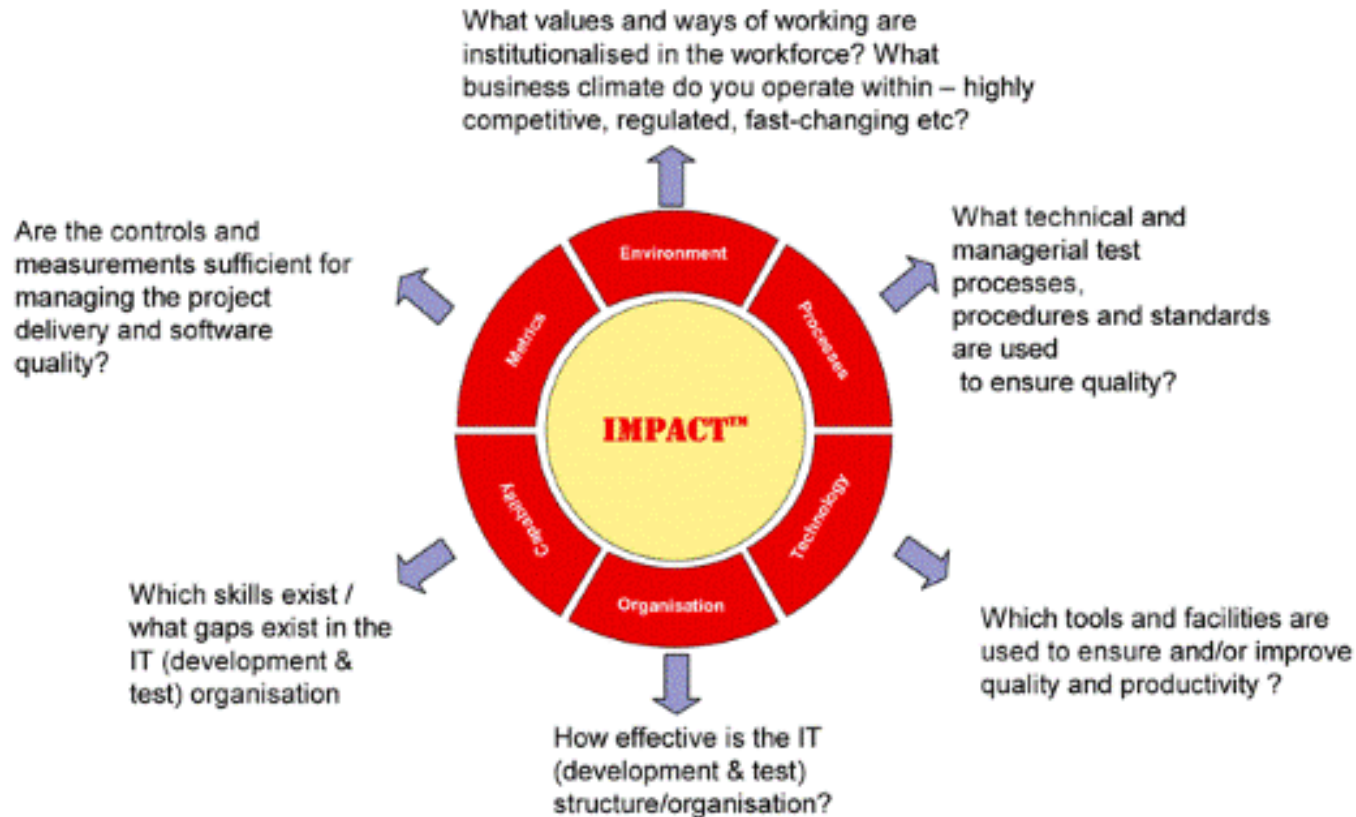 What values and ways of working are
institutionalised in the workforce? What
business climate do you operate within – highly
competitive, regulated, fast-changing etc?
Are the controls and
measurements sufficient for
managing the project
delivery and software
quality?
What technical and
managerial test
processes,
procedures and standards
are used
to ensure quality?
Environment
Metrics
Processes
IMPACT™
Capability
Technology
Organisation
Which skills exist /
what gaps exist in the
IT (development &
test) organisation
Which tools and facilities are
used to ensure and/or improve
quality and productivity ?
How effective is the IT
(development & test)
structure/organisation?